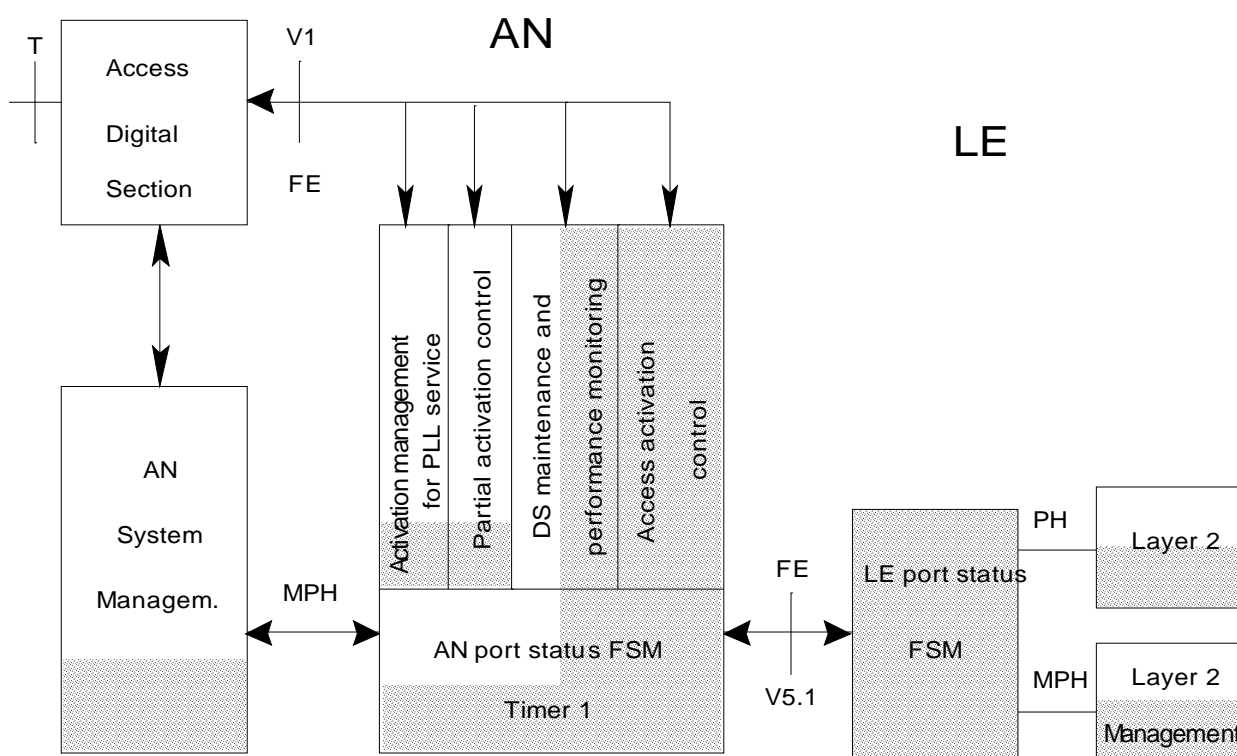 T
V1
AN
Access
Digital
Section
FE
LE
Activation management
for PLL service
Partial activation control
DS maintenance and
performance monitoring
Access activation
control
AN
System
Managem.
MPH
AN port status FSM
Timer 1
FE
V5.1
LE port status
FSM
PH
Layer 2
MPH
Layer 2
Management